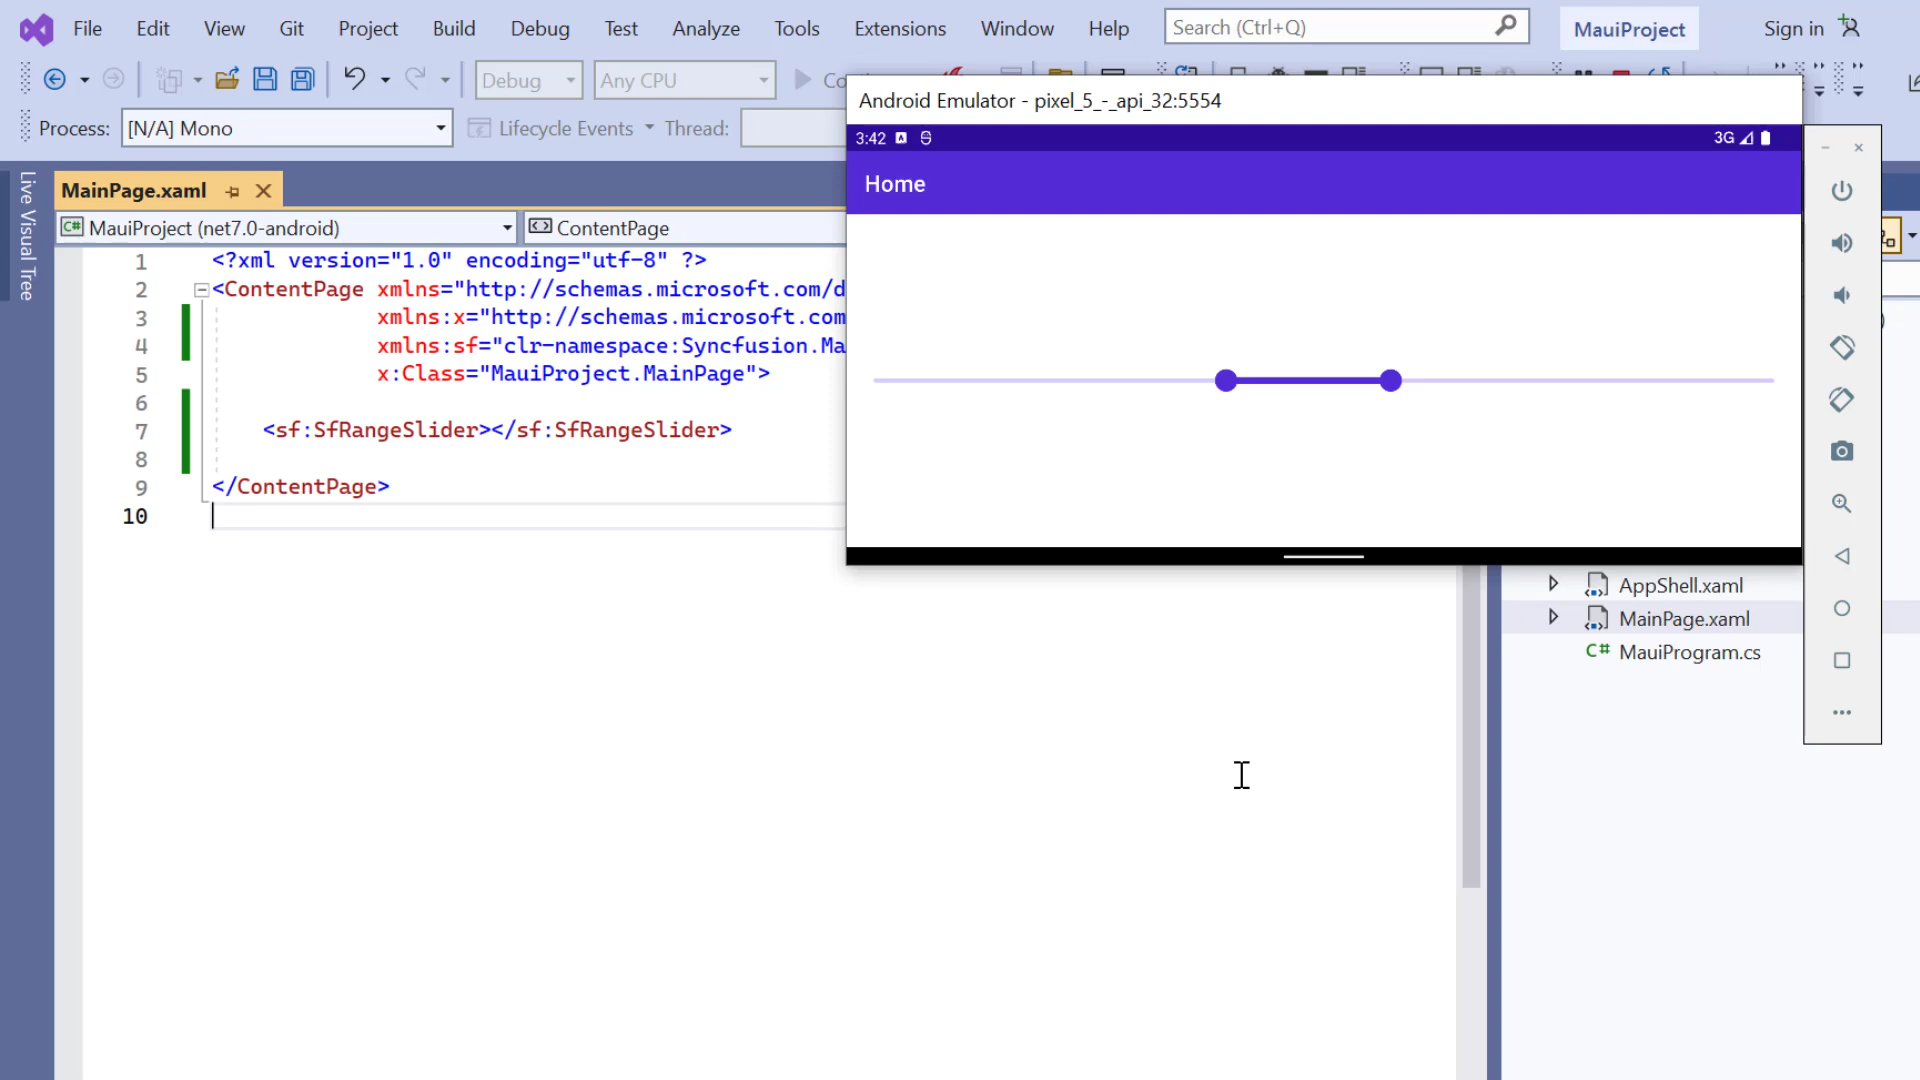 File Edit View Git Project Build Debug Test Analyze Tools Extensions Window Help Search (Ctrl+Q) MauiProject Sign in
Debug Any CPU
Process: [N/A] Mono Lifecycle Events Thread:
Live Visual Tree
MainPage.xaml
MauiProject (net7.0-android) ContentPage
1 <?xml version="1.0" encoding="utf-8" ?>
2 <ContentPage xmlns="http://schemas.microsoft.com/d
3 xmlns:x="http://schemas.microsoft.com
4 xmlns:sf="clr-namespace:Syncfusion.Ma
5 x:Class="MauiProject.MainPage">
6
7 <sf:SfRangeSlider></sf:SfRangeSlider>
8
9 </ContentPage>
10
Android Emulator - pixel_5_-_api_32:5554
3:42 3G
Home
AppShell.xaml
MainPage.xaml
C# MauiProgram.cs